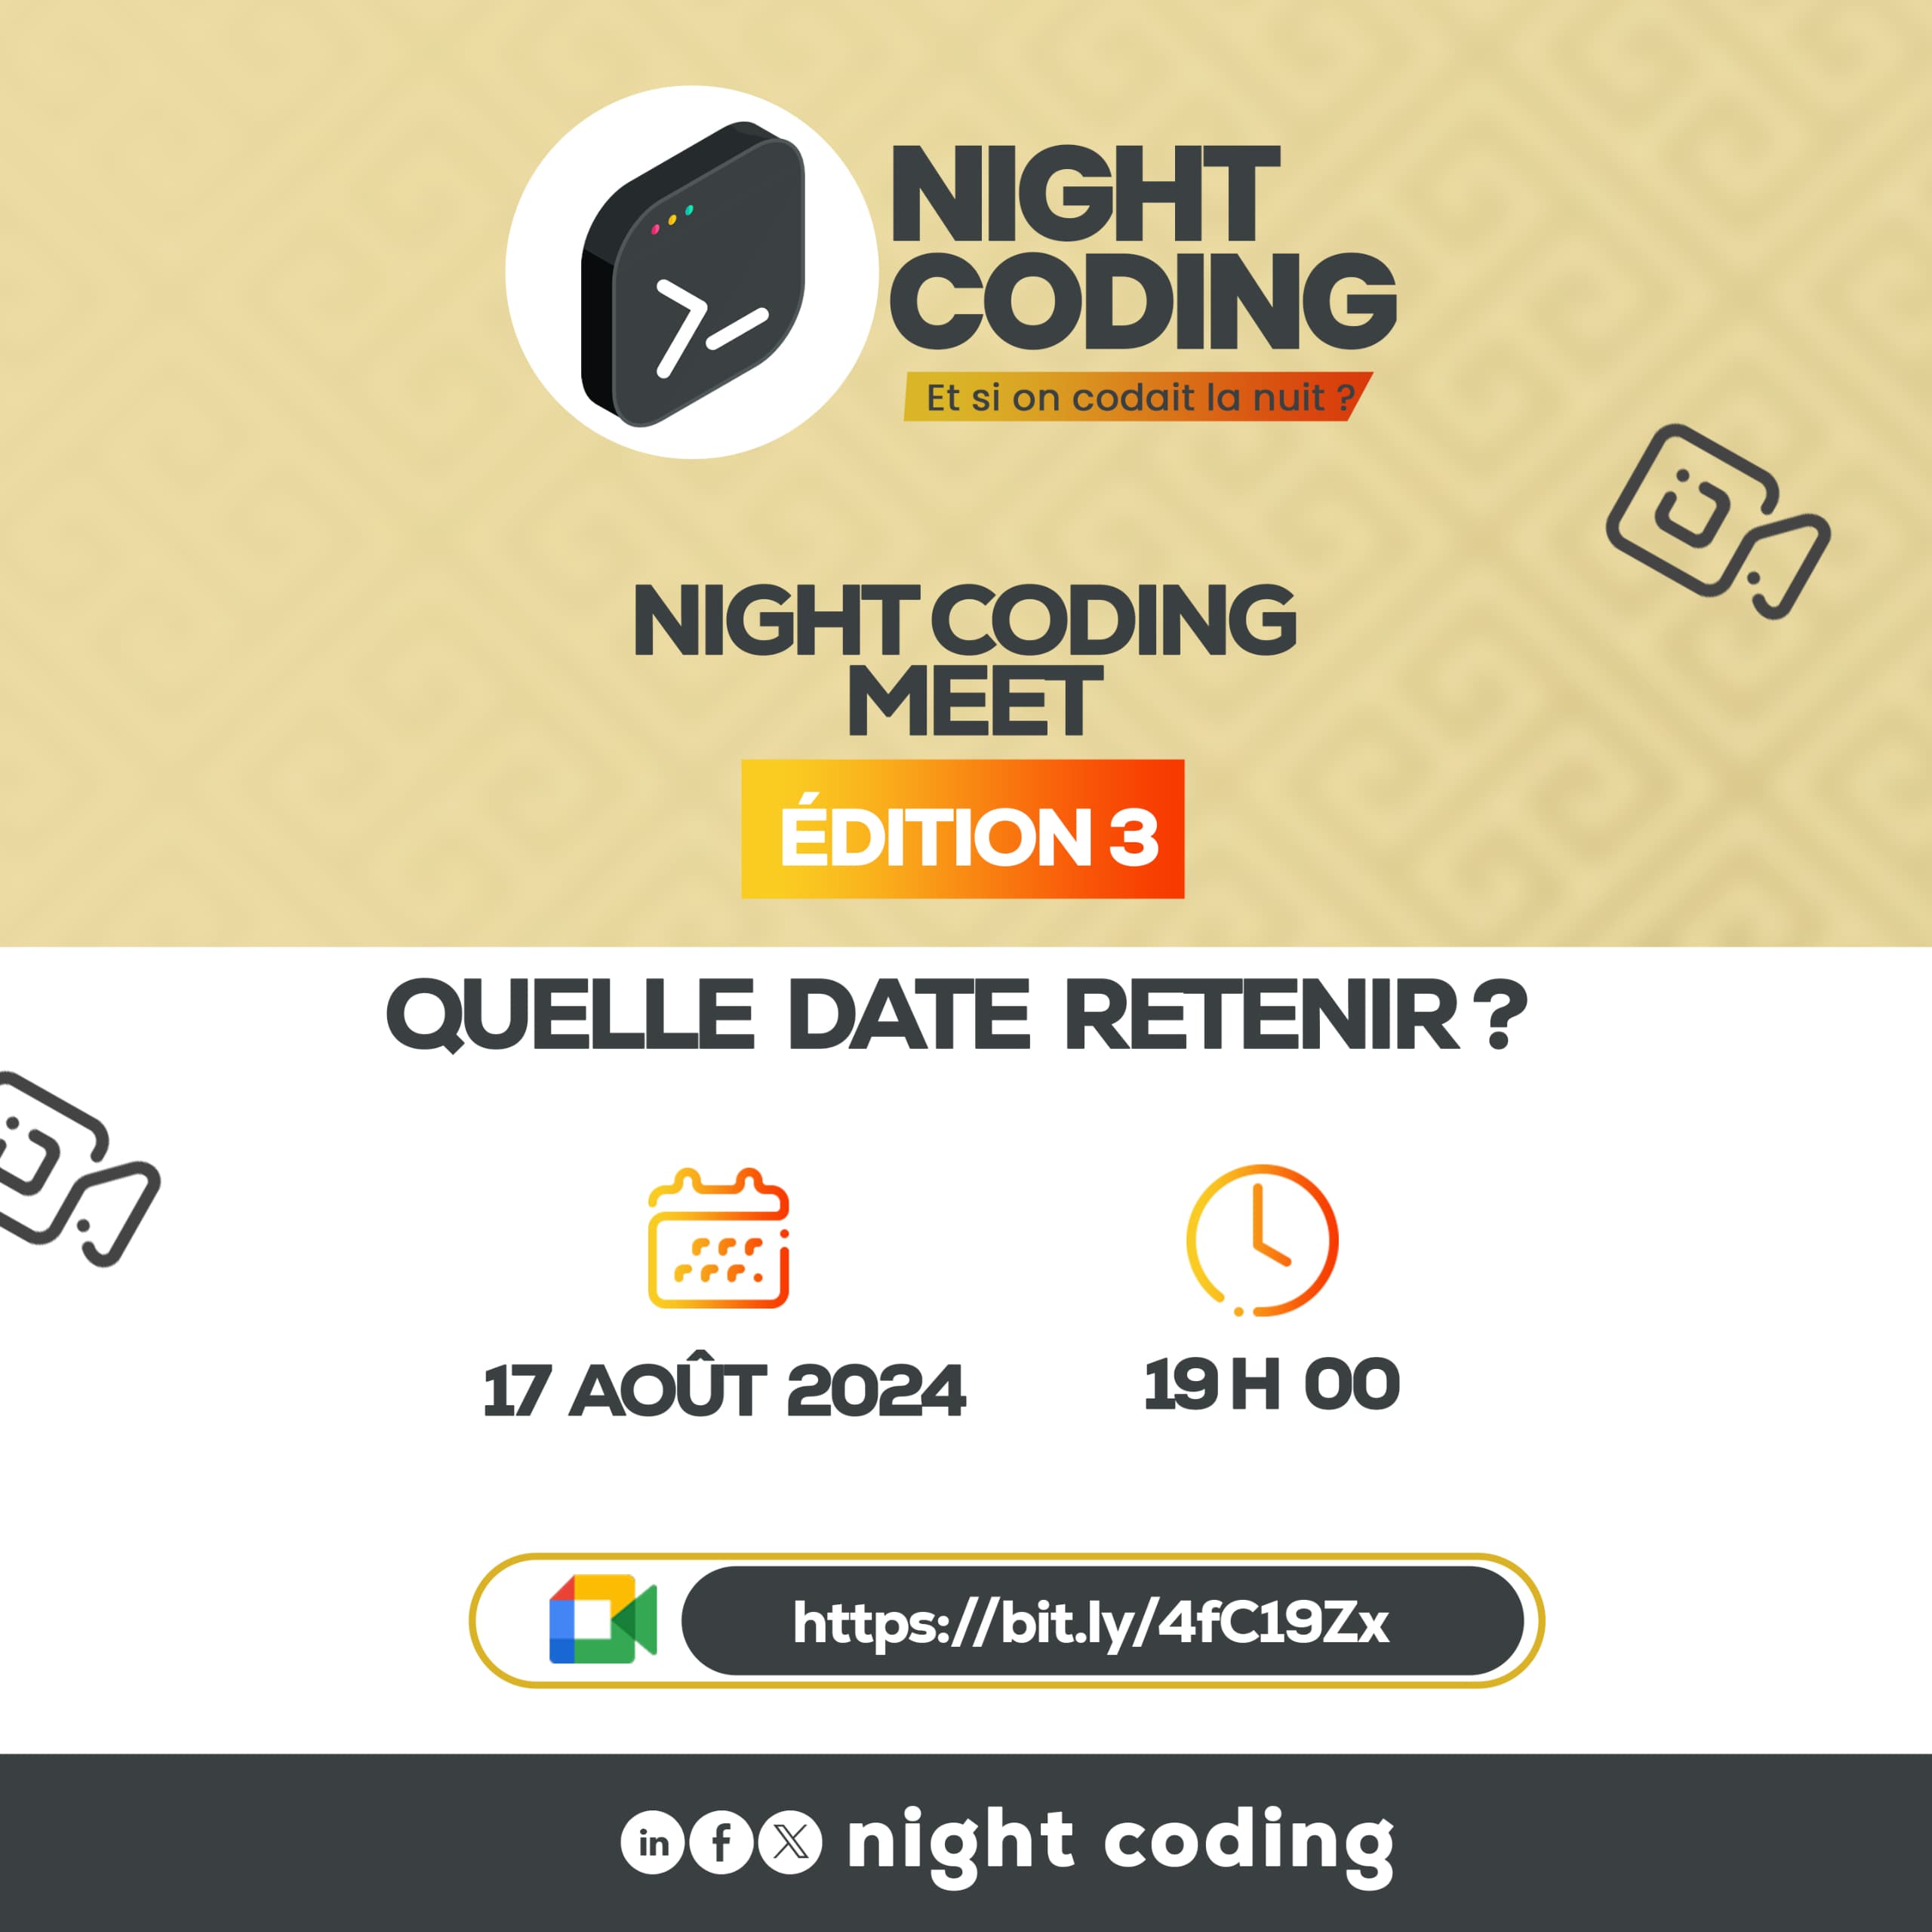 NIGHT
CODING
Et si on codait la nuit ?
NIGHT CODING
MEET
ÉDITION 3
QUELLE DATE RETENIR ?
17 AOÛT 2024
19 H 00
https://bit.ly/4fC19Zx
in f X night coding